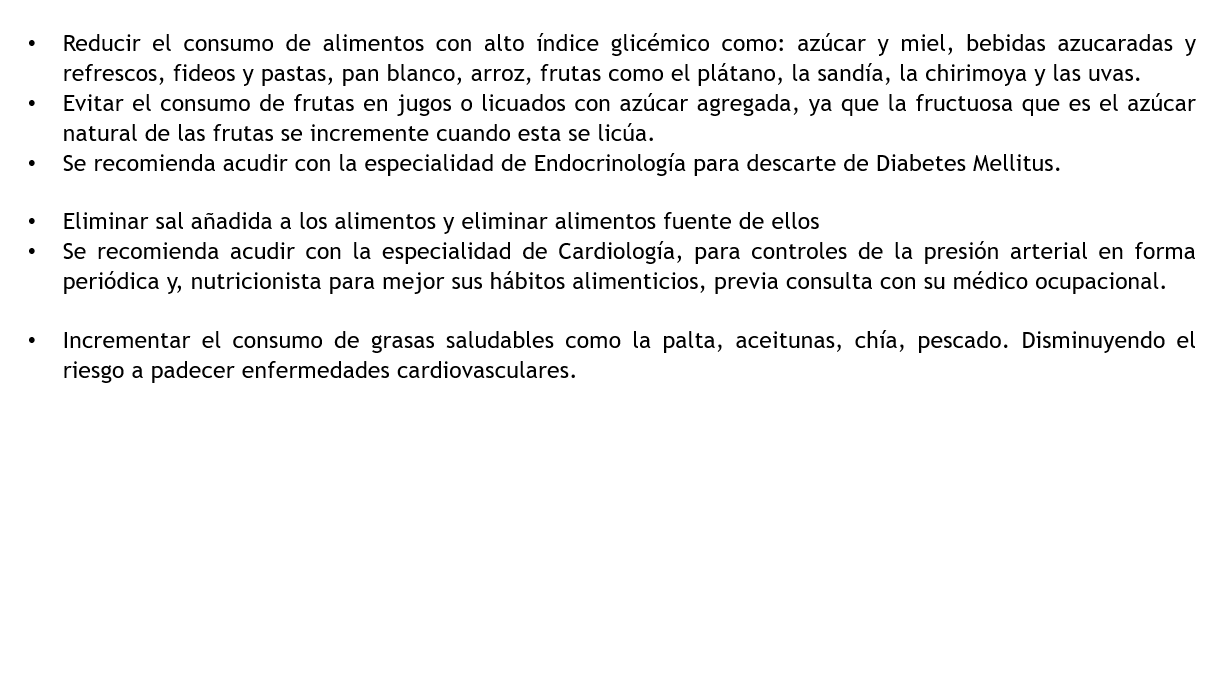 • Reducir el consumo de alimentos con alto índice glicémico como: azúcar y miel, bebidas azucaradas y
refrescos, fideos y pastas, pan blanco, arroz, frutas como el plátano, la sandía, la chirimoya y las uvas.
• Evitar el consumo de frutas en jugos o licuados con azúcar agregada, ya que la fructuosa que es el azúcar
natural de las frutas se incremente cuando esta se licúa.
• Se recomienda acudir con la especialidad de Endocrinología para descarte de Diabetes Mellitus.
• Eliminar sal añadida a los alimentos y eliminar alimentos fuente de ellos
• Se recomienda acudir con la especialidad de Cardiología, para controles de la presión arterial en forma
periódica y, nutricionista para mejor sus hábitos alimenticios, previa consulta con su médico ocupacional.
• Incrementar el consumo de grasas saludables como la palta, aceitunas, chía, pescado. Disminuyendo el
riesgo a padecer enfermedades cardiovasculares.